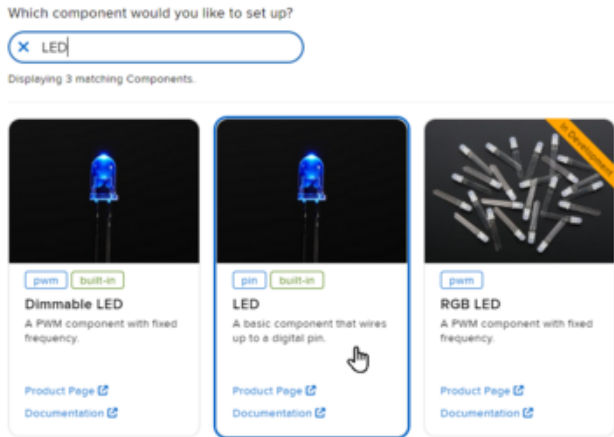 Which component would you like to set up?
LED
Displaying 3 matching Components.
pwm built-in
Dimmable LED
A PWM component with fixed
frequency.
Product Page
Documentation
pin built-in
LED
A basic component that wires
up to a digital pin.
Product Page
Documentation
In Development
pwm
RGB LED
A PWM component with fixed
frequency.
Product Page
Documentation